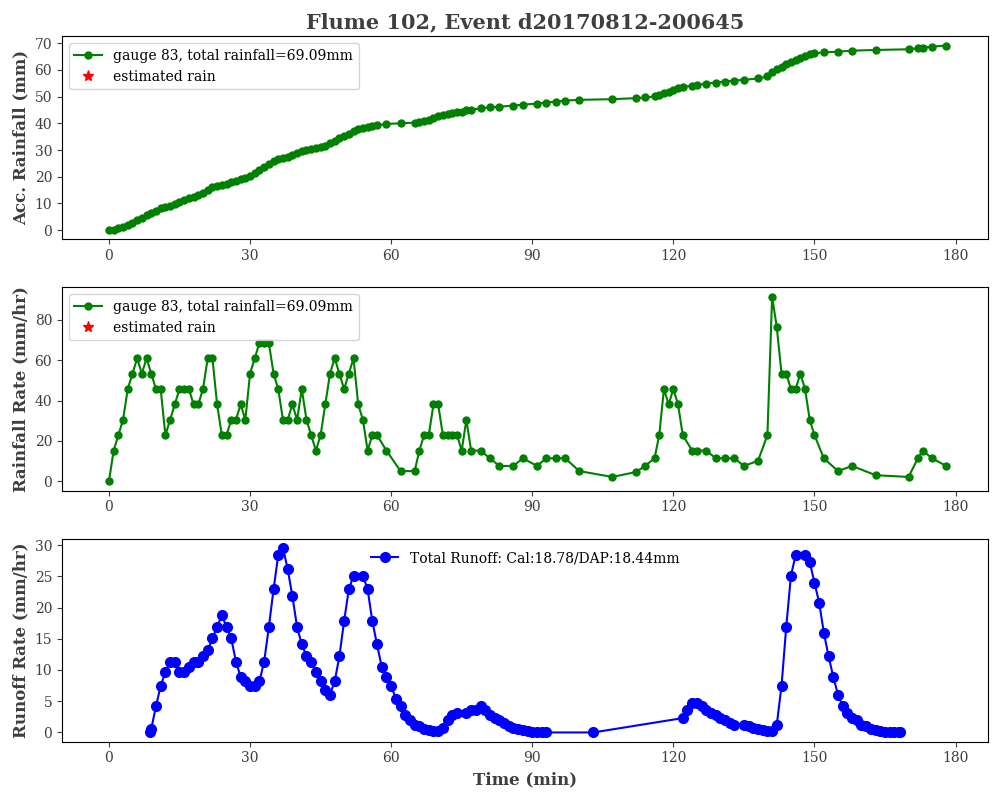 Flume 102, Event d20170812-200645
Acc. Rainfall (mm)
70
60
50
40
30
20
10
0
gauge 83, total rainfall=69.09mm
estimated rain
0 30 60 90 120 150 180
Rainfall Rate (mm/hr)
80
60
40
20
0
gauge 83, total rainfall=69.09mm
estimated rain
0 30 60 90 120 150 180
Runoff Rate (mm/hr)
30
25
20
15
10
5
0
Total Runoff: Cal:18.78/DAP:18.44mm
0 30 60 90 120 150 180
Time (min)